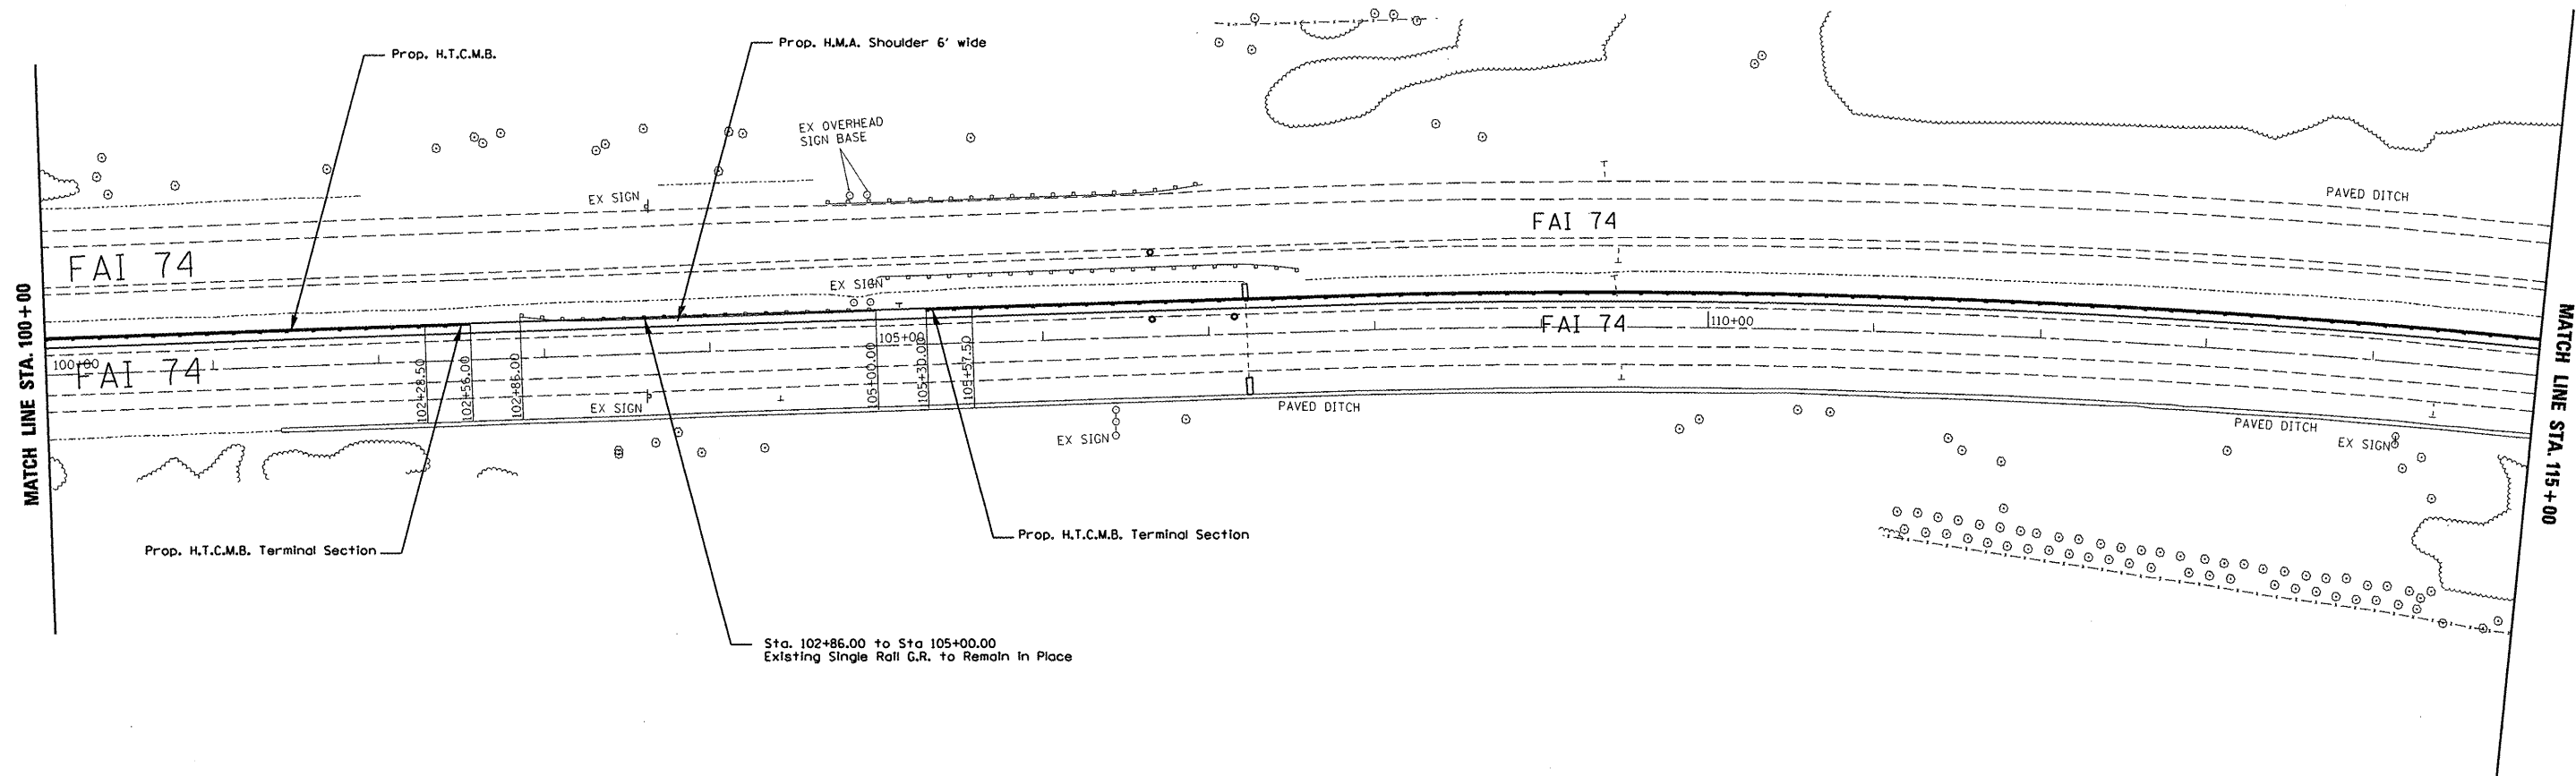 Prop. H.T.C.M.B.
Prop. H.M.A. Shoulder 6' wide
EX OVERHEAD
SIGN BASE
EX SIGN
PAVED DITCH
FAI 74
FAI 74
EX SIGN
MATCH LINE STA. 100+00
100+00
FAI 74
102+28.50
102+56.00
102+86.00
105+00.00
105+00
105+30.00
105+57.50
FAI 74
110+00
MATCH LINE STA. 115+00
EX SIGN
PAVED DITCH
EX SIGN
PAVED DITCH
EX SIGN
Prop. H.T.C.M.B. Terminal Section
Prop. H.T.C.M.B. Terminal Section
Sta. 102+86.00 to Sta 105+00.00
Existing Single Rail G.R. to Remain in Place